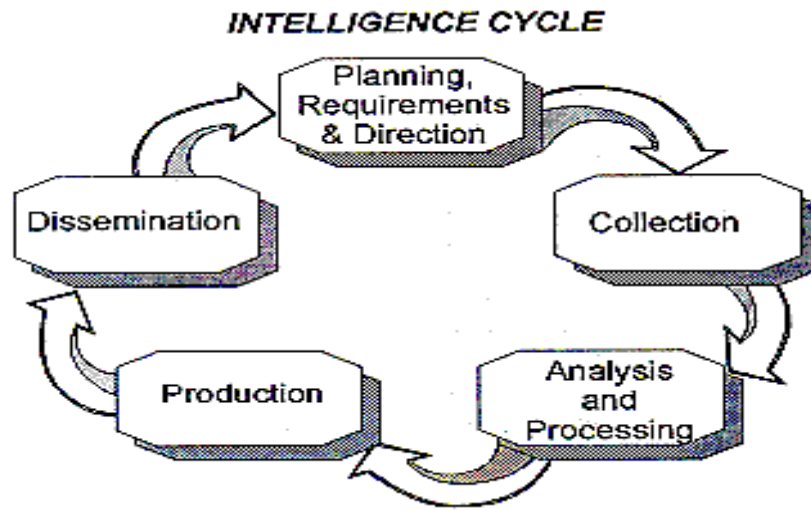 INTELLIGENCE CYCLE
Planning,
Requirements
& Direction
Collection
Analysis
and
Processing
Production
Dissemination